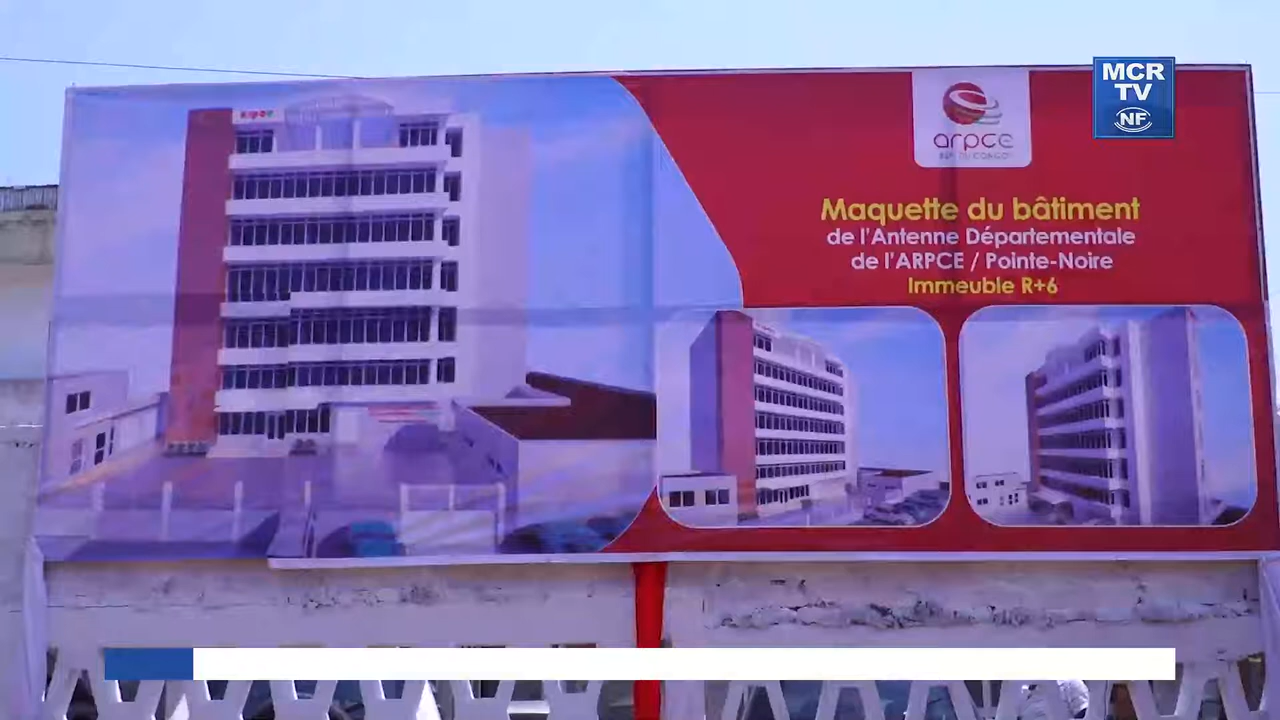 MCR
TV
NF
arpce
Maquette du bâtiment
de l'Antenne Départementale
de l'ARPCE / Pointe-Noire
Immeuble R+6